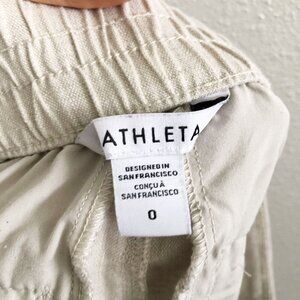 ATHLETA
DESIGNED IN
SAN FRANCISCO
CONÇU À
SAN FRANCISCO
0